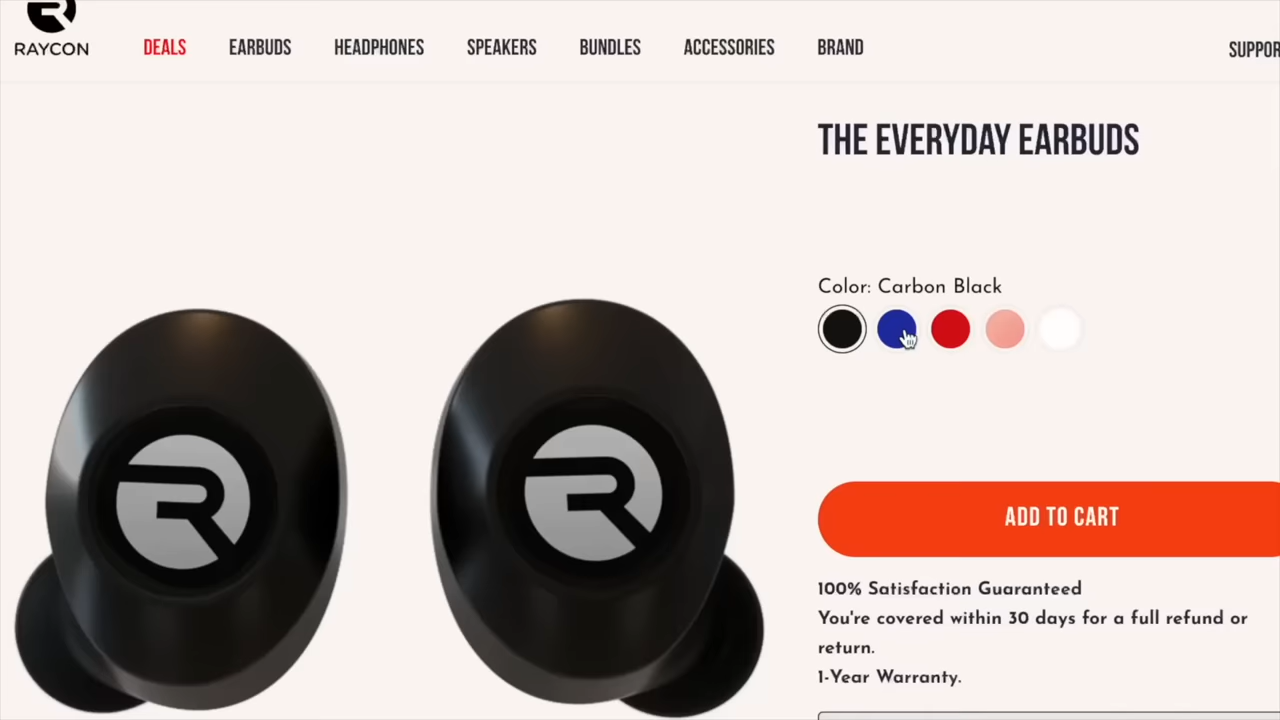 RAYCON
DEALS EARBUDS HEADPHONES SPEAKERS BUNDLES ACCESSORIES BRAND SUPPOR
THE EVERYDAY EARBUDS
Color: Carbon Black
ADD TO CART
100% Satisfaction Guaranteed
You're covered within 30 days for a full refund or
return.
1-Year Warranty.